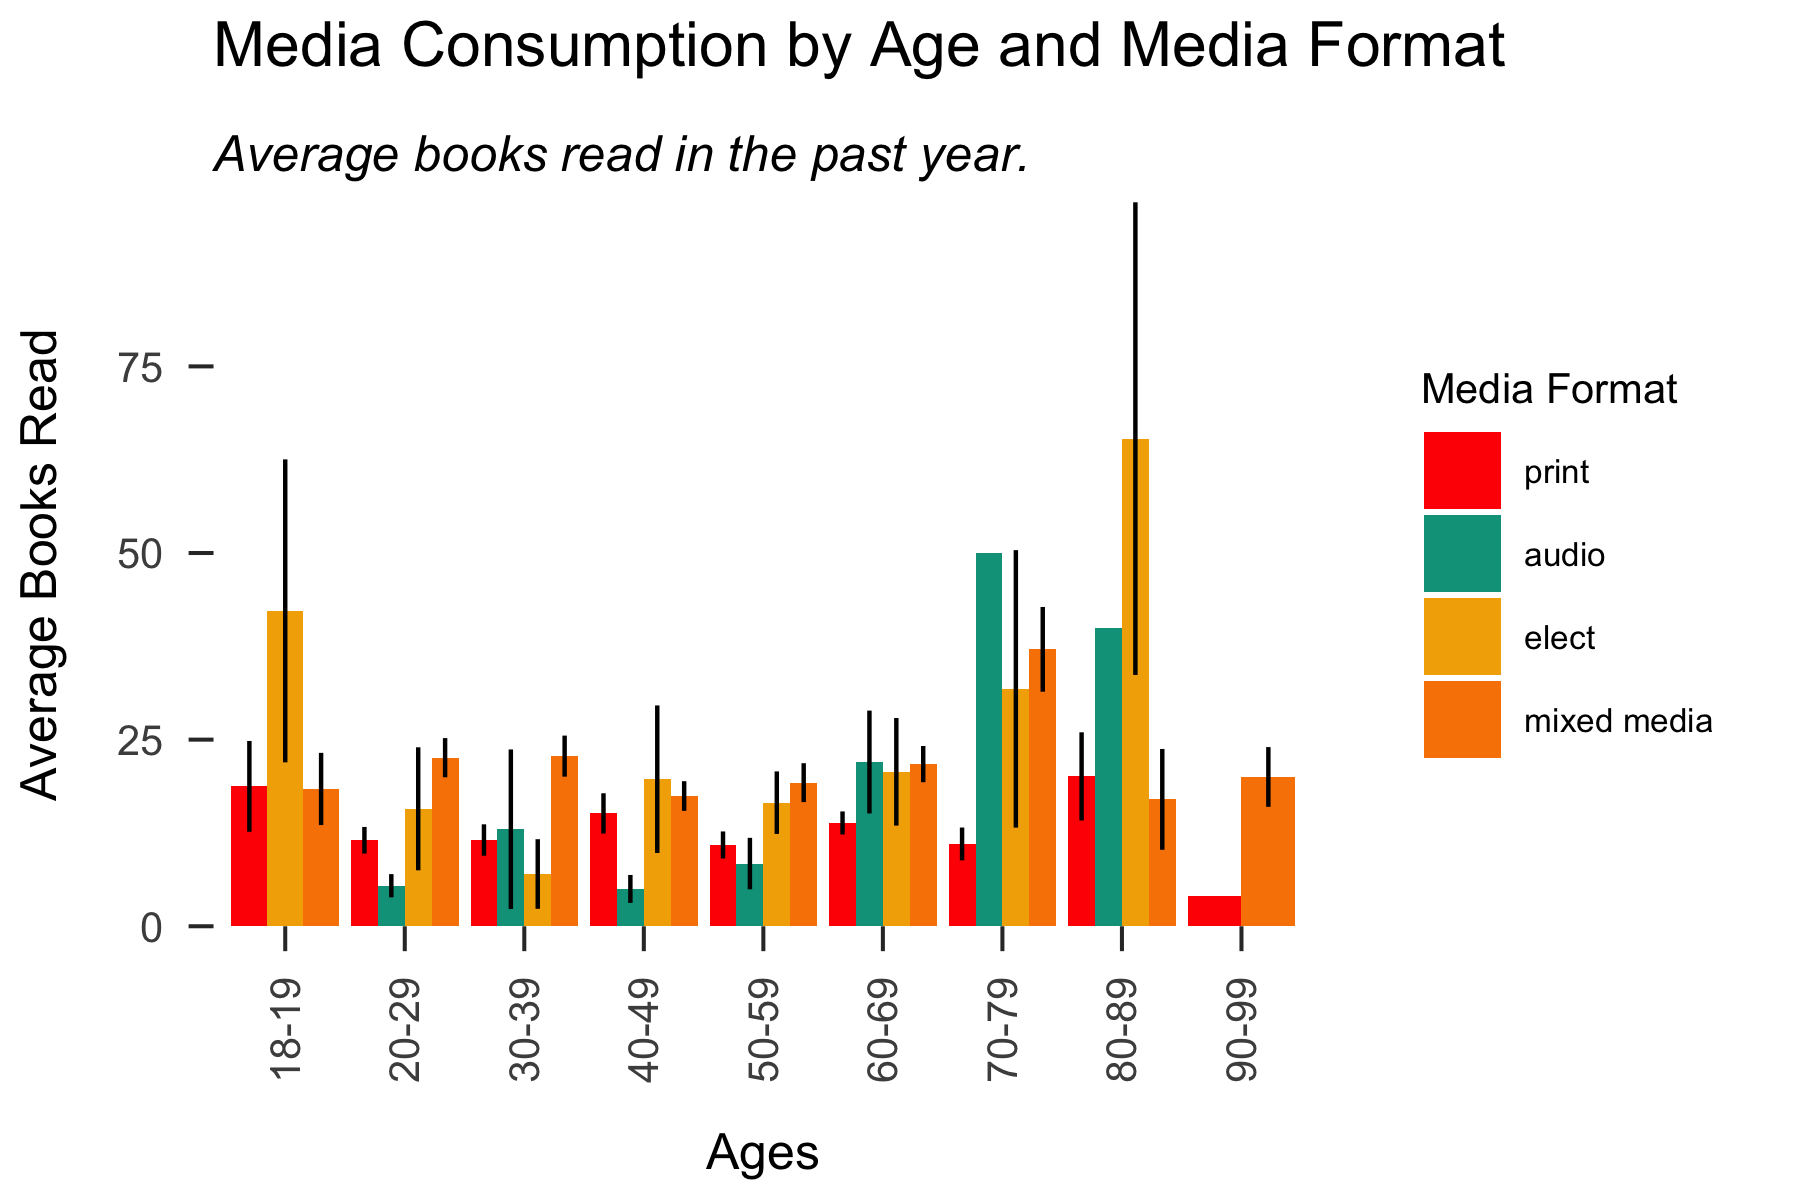 Media Consumption by Age and Media Format
Average books read in the past year.
Average Books Read
75
50
25
0
18-19
20-29
30-39
40-49
50-59
60-69
70-79
80-89
90-99
Ages
Media Format
print
audio
elect
mixed media